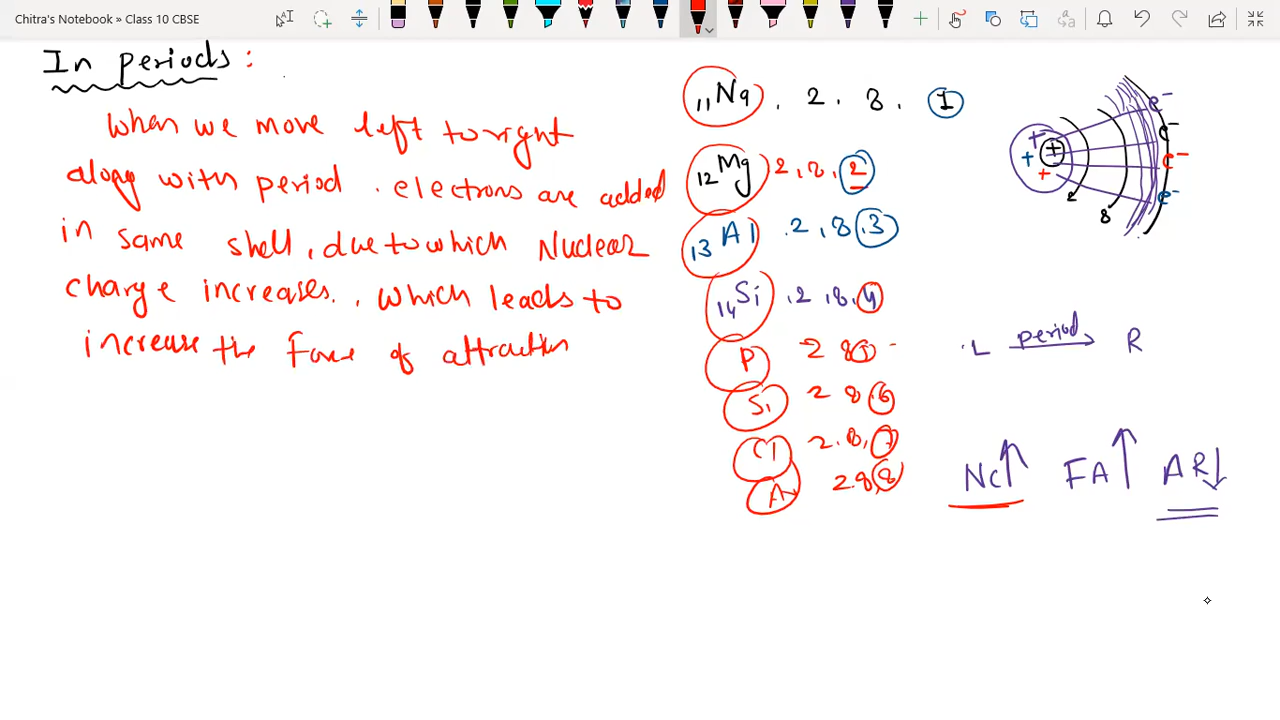 Chitra's Notebook » Class 10 CBSE
In periods :
When we move left to right
along with period . electrons are added
in same shell, due to which Nuclear
charge increases. , which leads to
increase the Force of attraction
11Na . 2 . 8 . 1
12Mg 2, 8, 2
13Al .2, 8, 3
14Si .2 .8.4
P 2 8 5
S, 2 8 6
Cl 2.8,7
Ar 2 8,8
+ + + +
e- e- e- e-
2 8
.L period R
NC↑ FA↑ AR↓